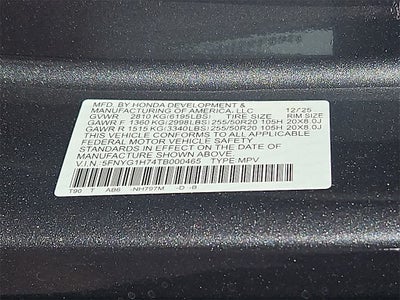 MFD. BY HONDA DEVELOPMENT &
MANUFACTURING OF AMERICA, LLC 12/25
GVWR 2810 KG(6195LBS) TIRE SIZE RIM SIZE
GAWR F 1360 KG(2998LBS) 255/50R20 105H 20X8.0J
GAWR R 1515 KG(3340LBS) 255/50R20 105H 20X8.0J
THIS VEHICLE CONFORMS TO ALL APPLICABLE
FEDERAL MOTOR VEHICLE SAFETY
STANDARDS IN EFFECT ON THE DATE OF
MANUFACTURE SHOWN ABOVE.
V.I.N.:5FNYG1H74TB000465 TYPE:MPV
T90 T AB6 NH797M -D -B